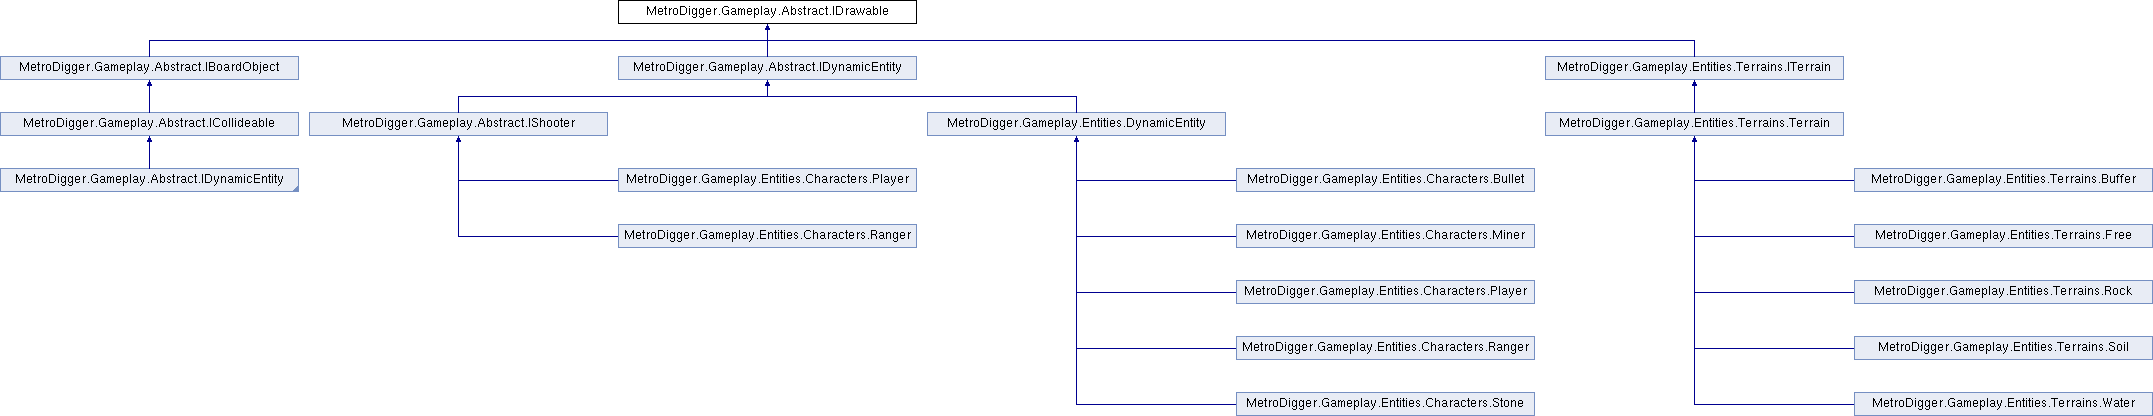 MetroDigger.Gameplay.Abstract.IDrawable
MetroDigger.Gameplay.Abstract.IBoardObject
MetroDigger.Gameplay.Abstract.IDynamicEntity
MetroDigger.Gameplay.Entities.Terrains.ITerrain
MetroDigger.Gameplay.Abstract.ICollideable
MetroDigger.Gameplay.Abstract.IShooter
MetroDigger.Gameplay.Entities.DynamicEntity
MetroDigger.Gameplay.Entities.Terrains.Terrain
MetroDigger.Gameplay.Abstract.IDynamicEntity
MetroDigger.Gameplay.Entities.Characters.Player
MetroDigger.Gameplay.Entities.Characters.Bullet
MetroDigger.Gameplay.Entities.Terrains.Buffer
MetroDigger.Gameplay.Entities.Characters.Ranger
MetroDigger.Gameplay.Entities.Characters.Miner
MetroDigger.Gameplay.Entities.Terrains.Free
MetroDigger.Gameplay.Entities.Characters.Player
MetroDigger.Gameplay.Entities.Terrains.Rock
MetroDigger.Gameplay.Entities.Characters.Ranger
MetroDigger.Gameplay.Entities.Terrains.Soil
MetroDigger.Gameplay.Entities.Characters.Stone
MetroDigger.Gameplay.Entities.Terrains.Water